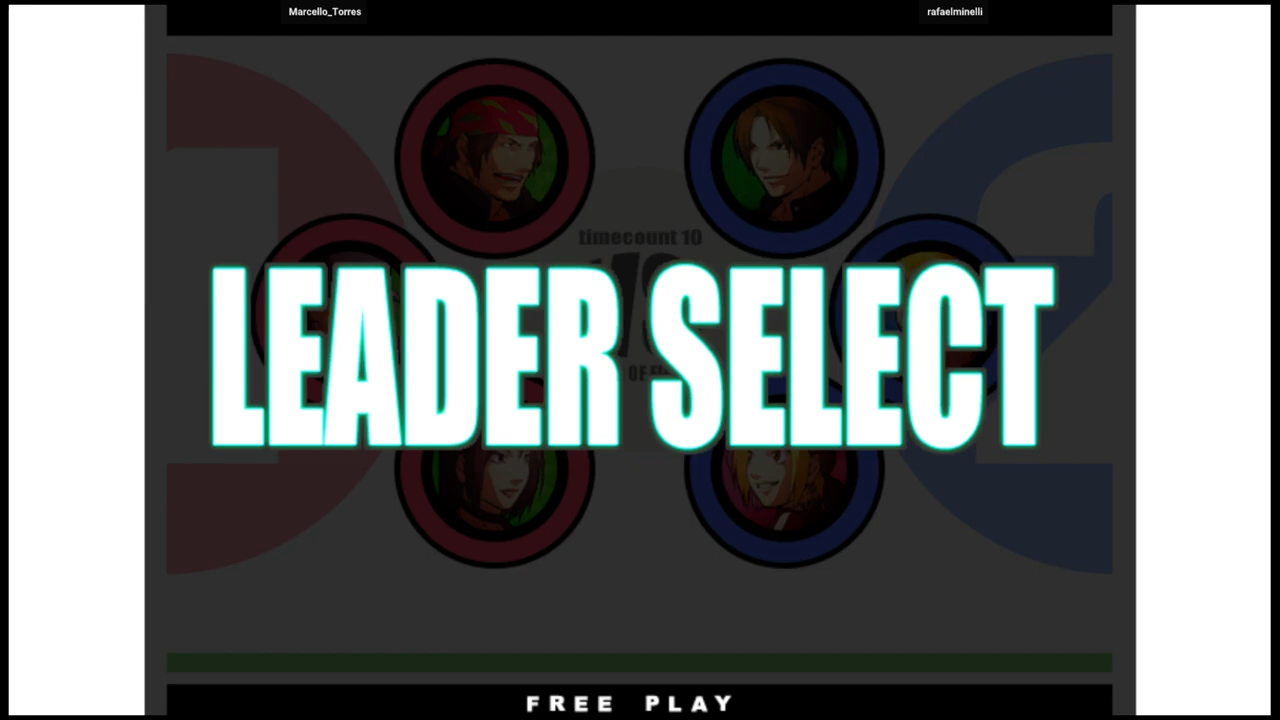 Marcello_Torres
rafaelminelli
timecount 10
LEADER SELECT
FREE PLAY